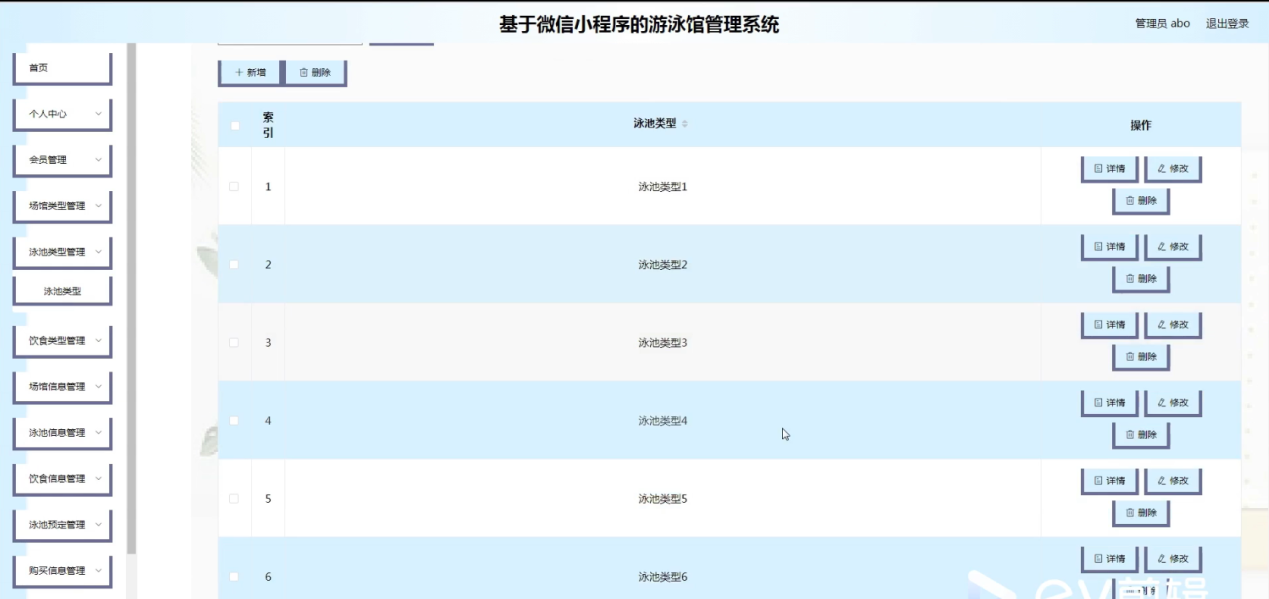 基于微信小程序的游泳馆管理系统
管理员 abo 退出登录
首页
个人中心
会员管理
场馆类型管理
泳池类型管理
泳池类型
饮食类型管理
场馆信息管理
泳池信息管理
饮食信息管理
泳池预定管理
购买信息管理
新增 删除
索引 泳池类型 操作
1 泳池类型1 详情 修改
删除
2 泳池类型2 详情 修改
删除
3 泳池类型3 详情 修改
删除
4 泳池类型4 详情 修改
删除
5 泳池类型5 详情 修改
删除
6 泳池类型6 详情 修改
删除
EV剪辑